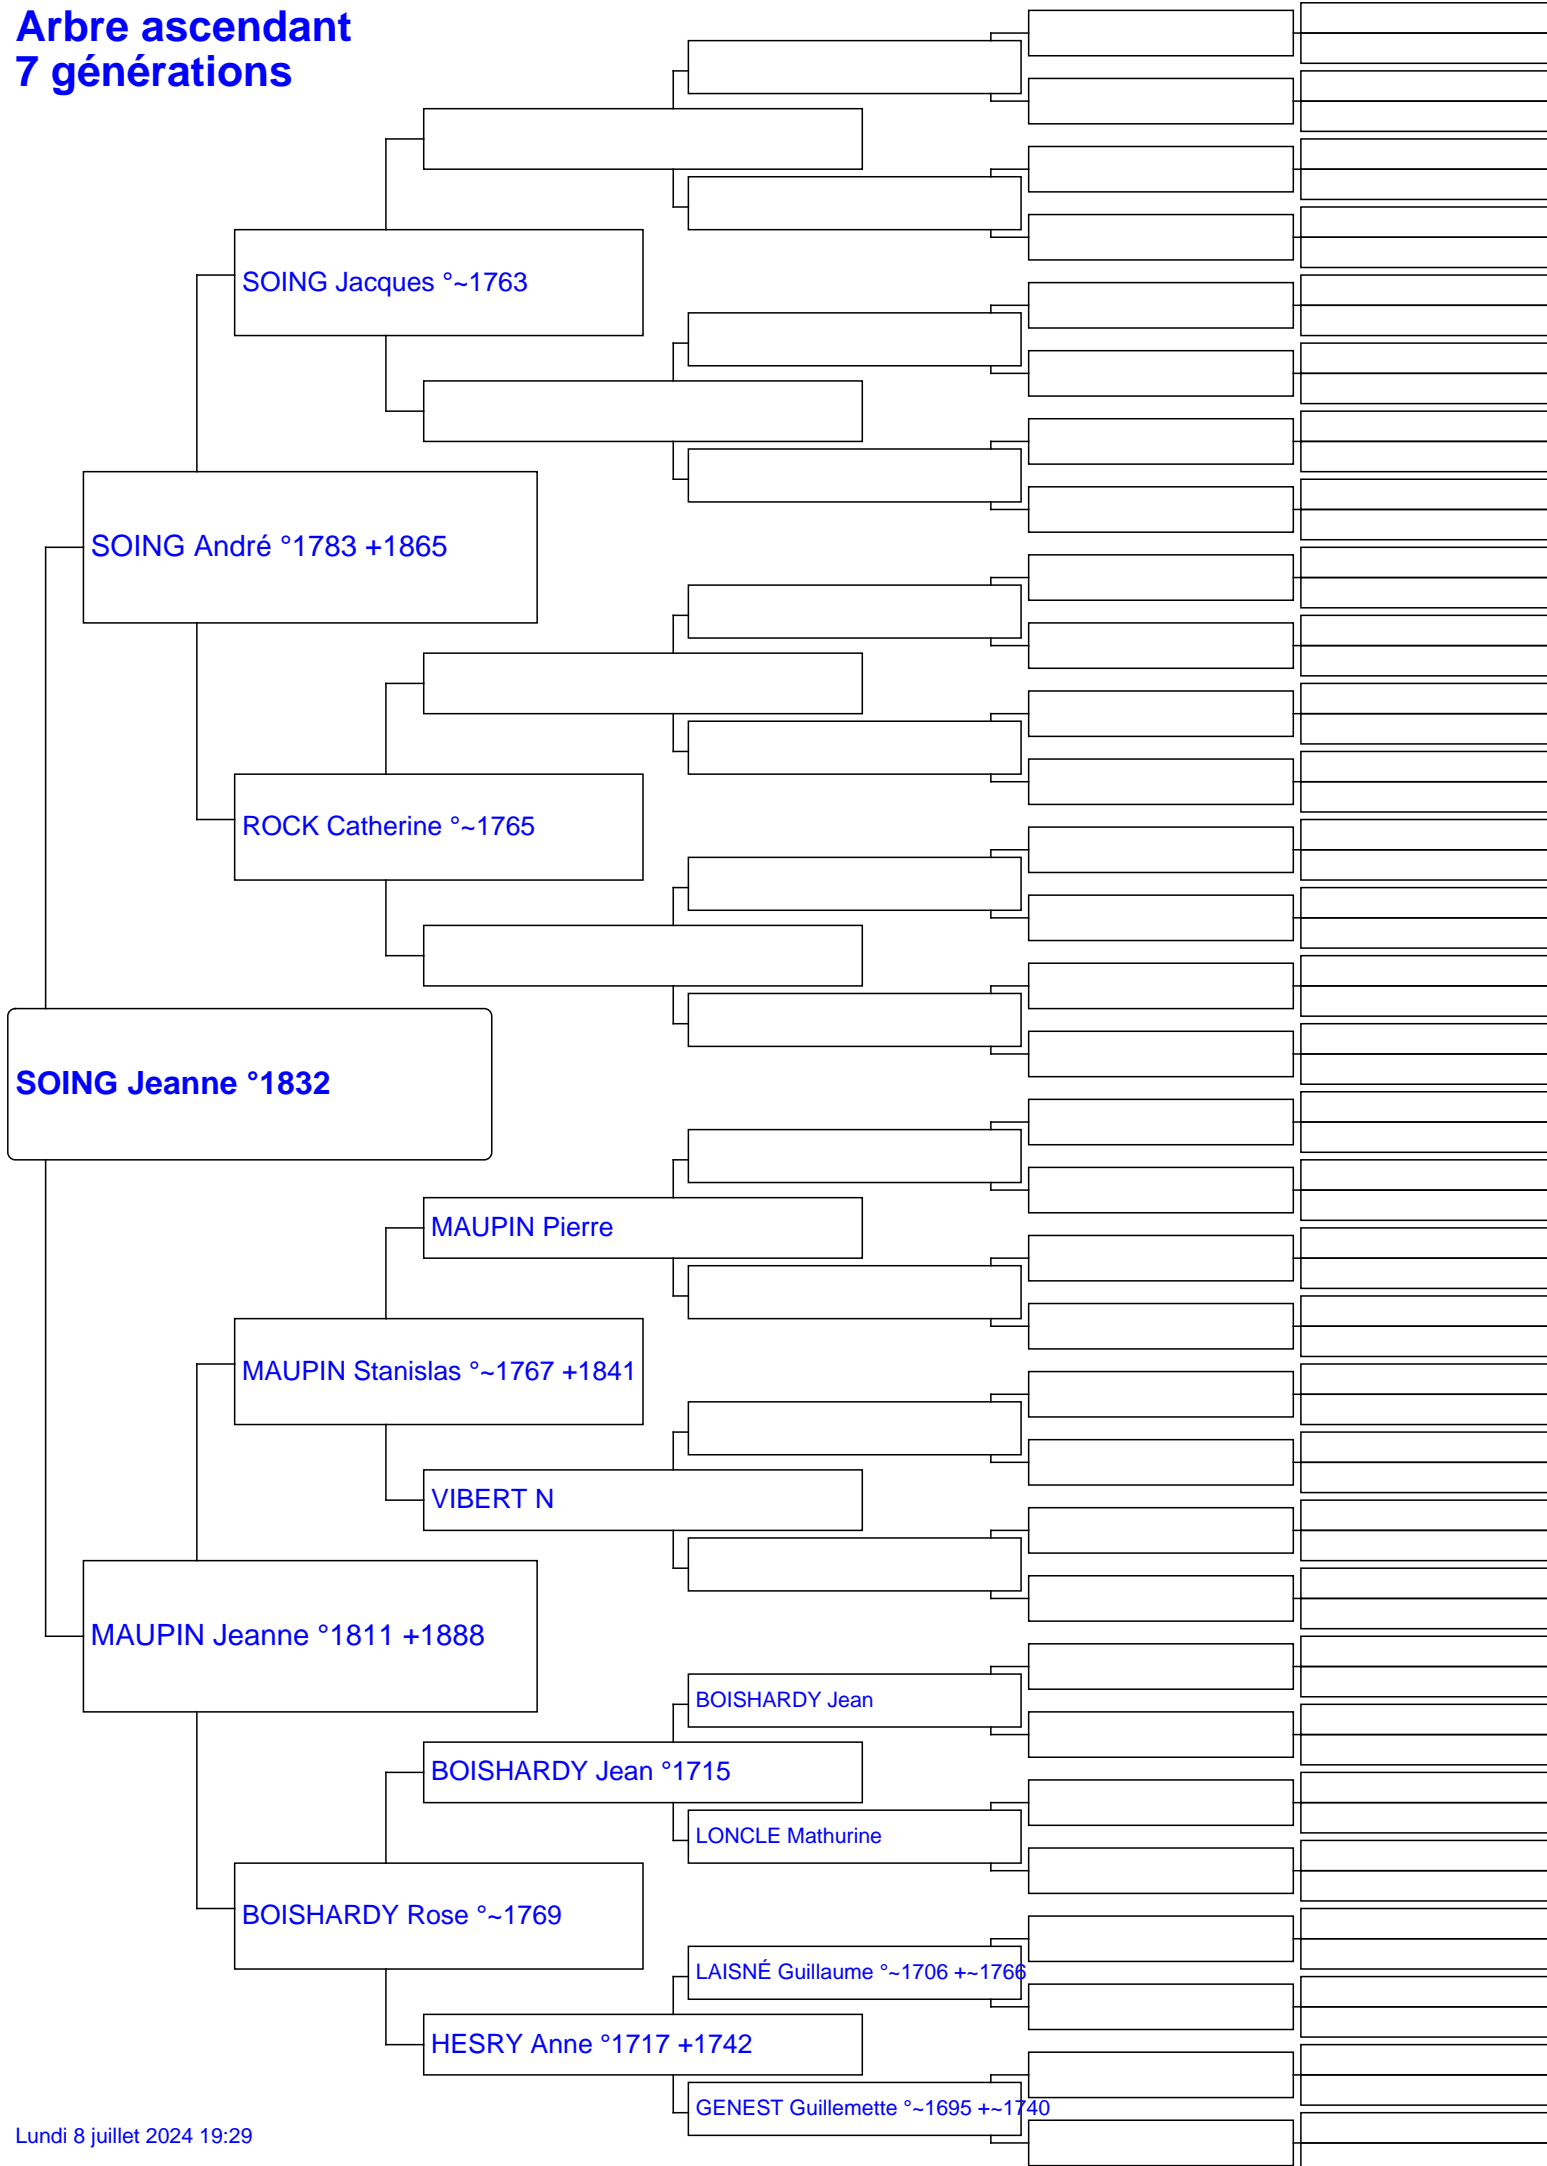 Arbre ascendant
7 générations
SOING Jacques °~1763
SOING André °1783 +1865
ROCK Catherine °~1765
SOING Jeanne °1832
MAUPIN Pierre
MAUPIN Stanislas °~1767 +1841
VIBERT N
MAUPIN Jeanne °1811 +1888
BOISHARDY Jean
BOISHARDY Jean °1715
LONCLE Mathurine
BOISHARDY Rose °~1769
LAISNÉ Guillaume °~1706 +~1766
HESRY Anne °1717 +1742
GENEST Guillemette °~1695 +~1740
Lundi 8 juillet 2024 19:29